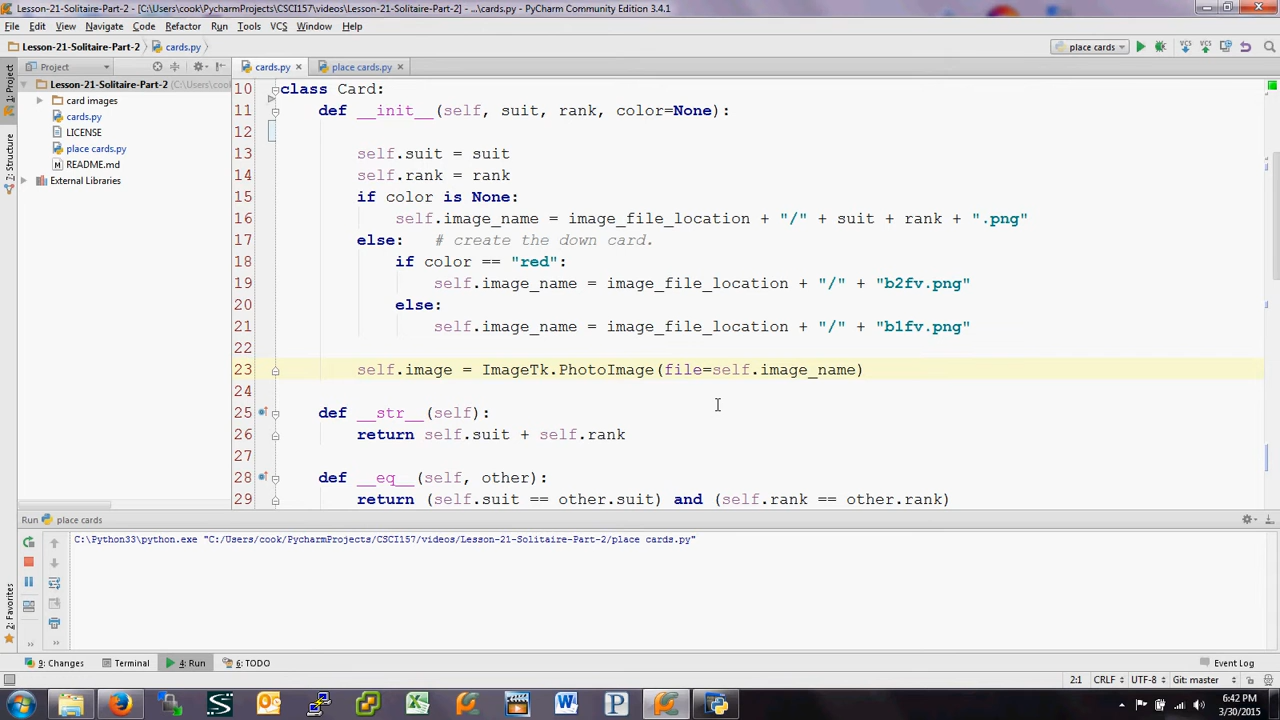 Lesson-21-Solitaire-Part-2 - [C:\Users\cook\PycharmProjects\CSCI157\videos\Lesson-21-Solitaire-Part-2] - ...\cards.py - PyCharm Community Edition 3.4.1
File Edit View Navigate Code Refactor Run Tools VCS Window Help
Lesson-21-Solitaire-Part-2 cards.py place cards VCS VCS
1: Project
Project cards.py place cards.py
Lesson-21-Solitaire-Part-2 (C:\Users\coo
card images
cards.py
LICENSE
place cards.py
README.md
External Libraries
Z: Structure
10 class Card:
11 def __init__(self, suit, rank, color=None):
12
13 self.suit = suit
14 self.rank = rank
15 if color is None:
16 self.image_name = image_file_location + "/" + suit + rank + ".png"
17 else: # create the down card.
18 if color == "red":
19 self.image_name = image_file_location + "/" + "b2fv.png"
20 else:
21 self.image_name = image_file_location + "/" + "b1fv.png"
22
23 self.image = ImageTk.PhotoImage(file=self.image_name)
24
25 def __str__(self):
26 return self.suit + self.rank
27
28 def __eq__(self, other):
29 return (self.suit == other.suit) and (self.rank == other.rank)
Run place cards
C:\Python33\python.exe "C:/Users/cook/PycharmProjects/CSCI157/videos/Lesson-21-Solitaire-Part-2/place cards.py"
2: Favorites
9: Changes Terminal 4: Run 6: TODO Event Log
2:1 CRLF UTF-8 Git: master
6:42 PM
3/30/2015